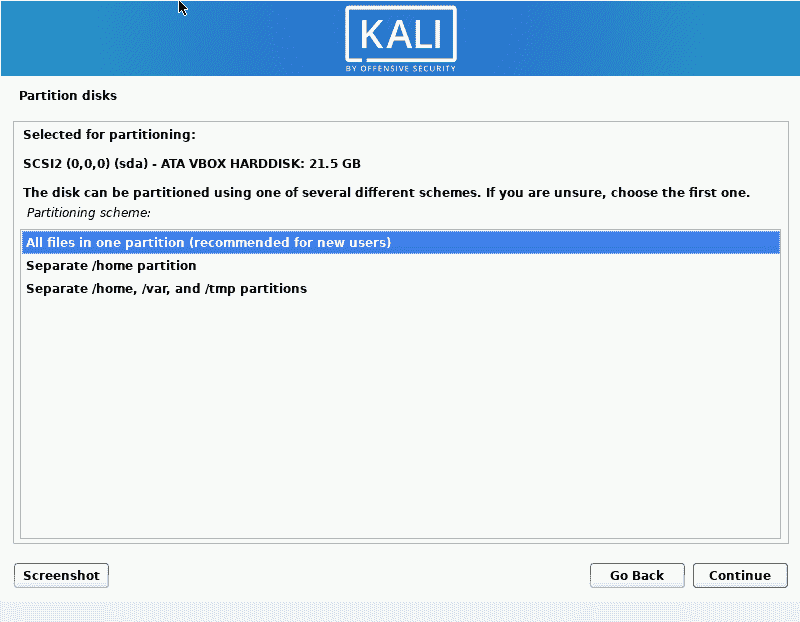 KALI
BY OFFENSIVE SECURITY
Partition disks
Selected for partitioning:
SCSI2 (0,0,0) (sda) - ATA VBOX HARDDISK: 21.5 GB
The disk can be partitioned using one of several different schemes. If you are unsure, choose the first one.
Partitioning scheme:
All files in one partition (recommended for new users)
Separate /home partition
Separate /home, /var, and /tmp partitions
Screenshot
Go Back
Continue